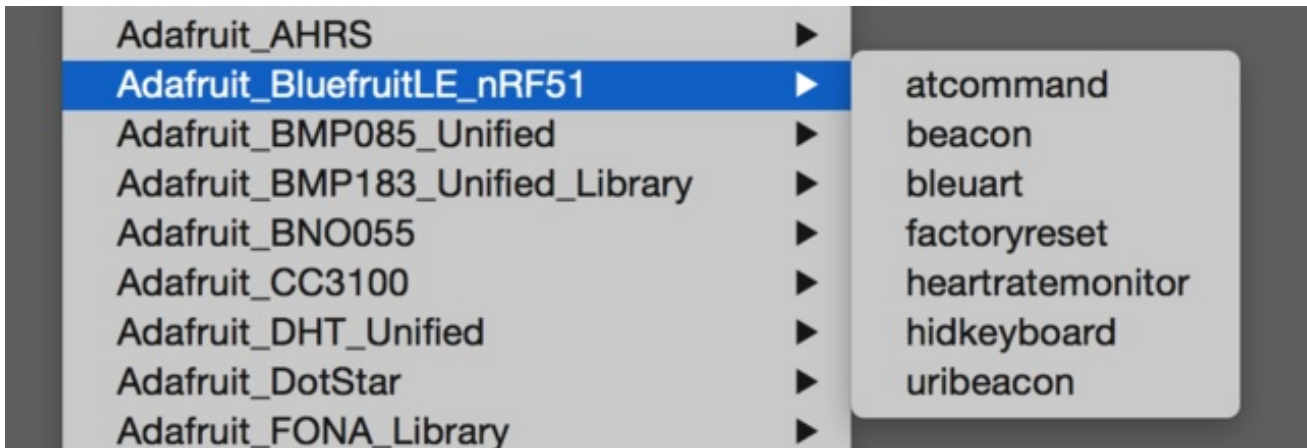 Adafruit_AHRS
Adafruit_BluefruitLE_nRF51
Adafruit_BMP085_Unified
Adafruit_BMP183_Unified_Library
Adafruit_BNO055
Adafruit_CC3100
Adafruit_DHT_Unified
Adafruit_DotStar
Adafruit_FONA_Library
atcommand
beacon
bleuart
factoryreset
heartratemonitor
hidkeyboard
uribeacon